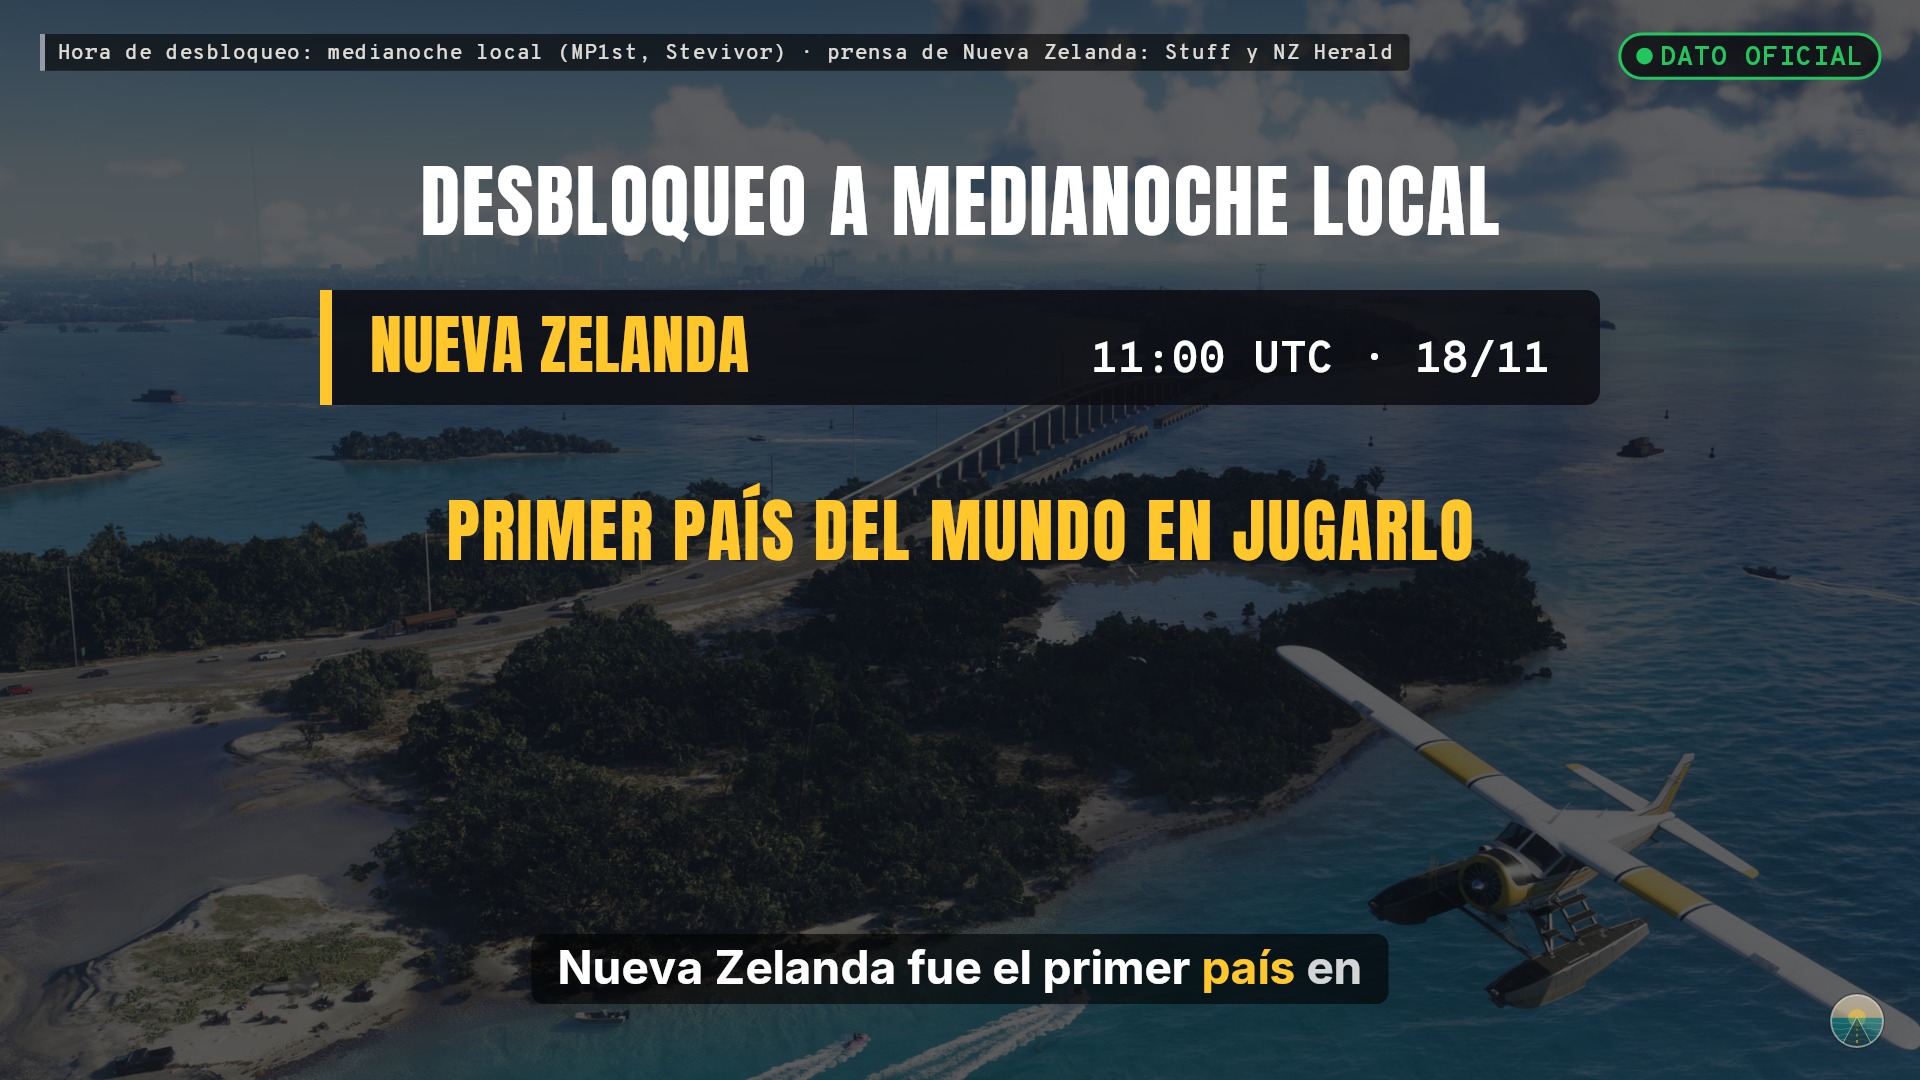 Hora de desbloqueo: medianoche local (MP1st, Stevivor) · prensa de Nueva Zelanda: Stuff y NZ Herald
DATO OFICIAL
DESBLOQUEO A MEDIANOCHE LOCAL
NUEVA ZELANDA
11:00 UTC · 18/11
PRIMER PAÍS DEL MUNDO EN JUGARLO
Nueva Zelanda fue el primer país en